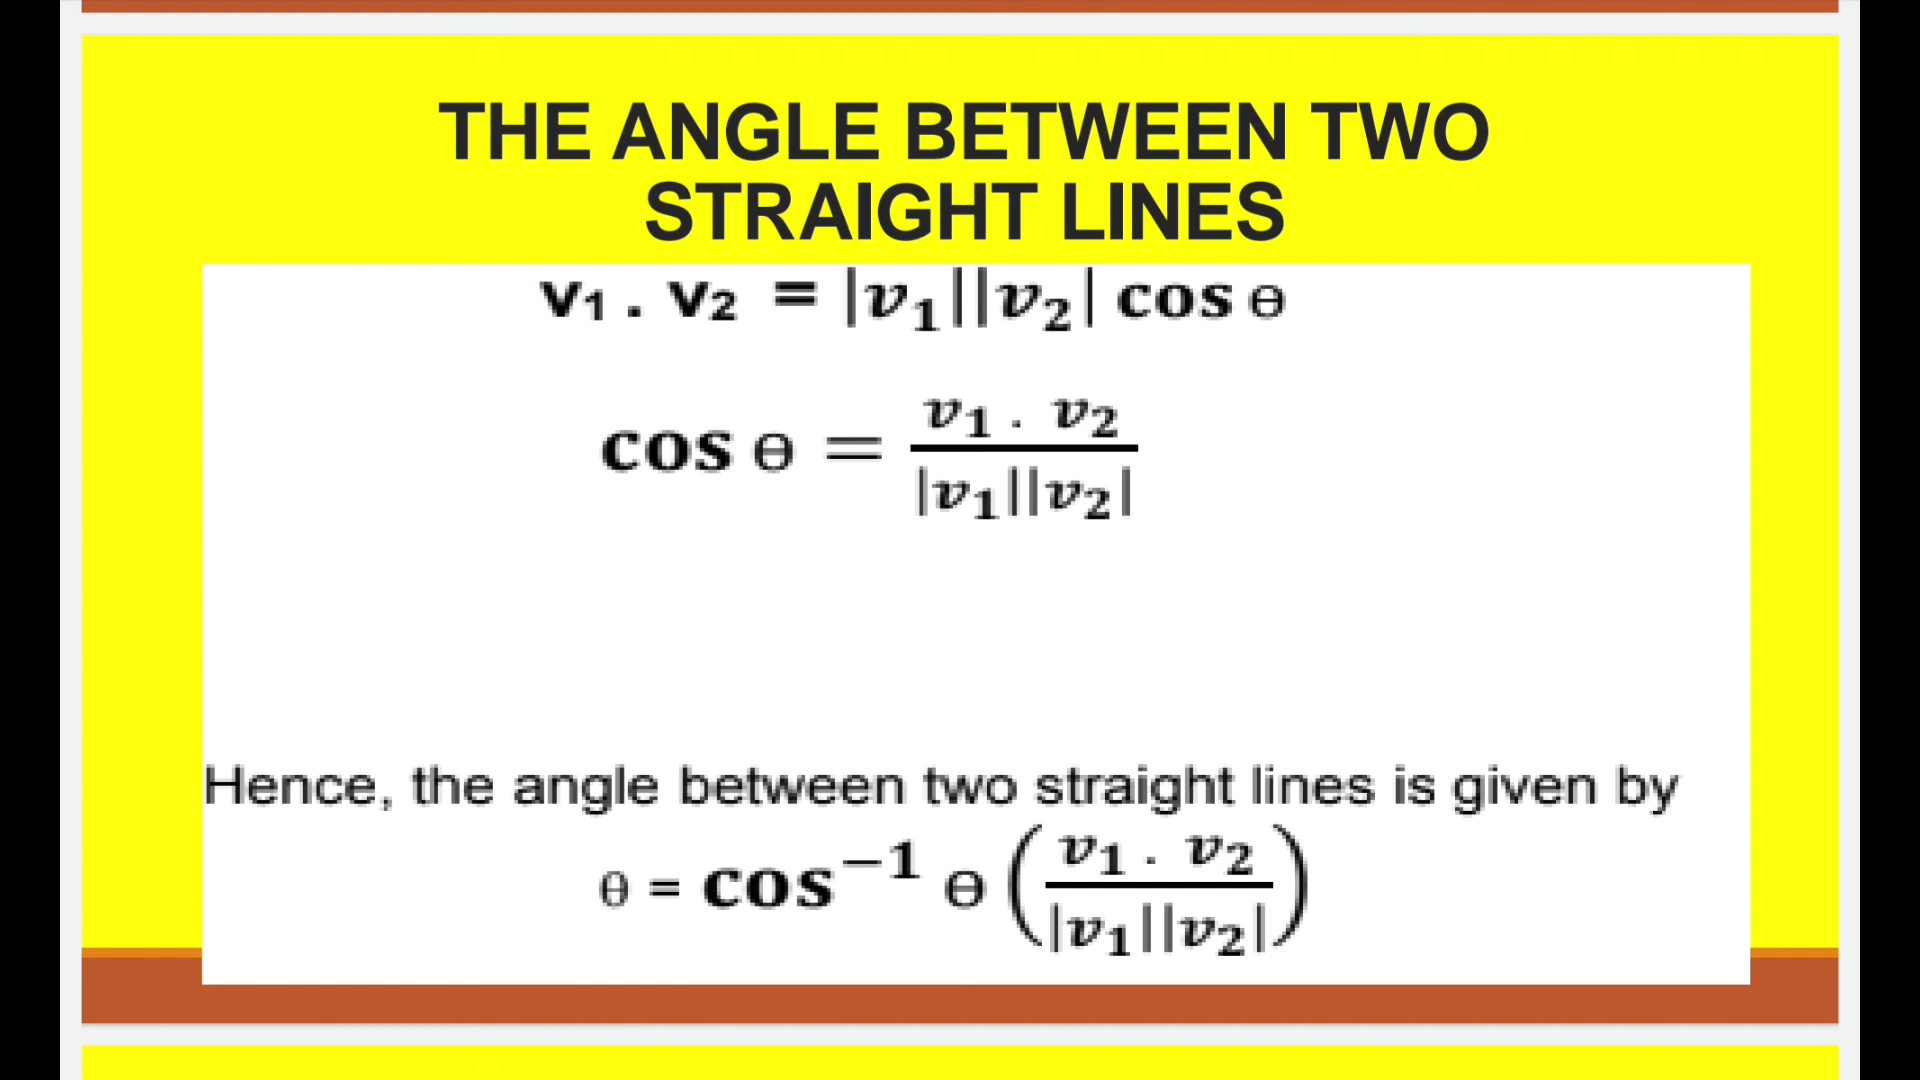 THE ANGLE BETWEEN TWO
STRAIGHT LINES
v₁ . v₂ = |v₁||v₂| cos ɵ
cos ɵ = v₁ . v₂ / |v₁||v₂|
Hence, the angle between two straight lines is given by
θ = cos⁻¹ ɵ (v₁ . v₂ / |v₁||v₂|)